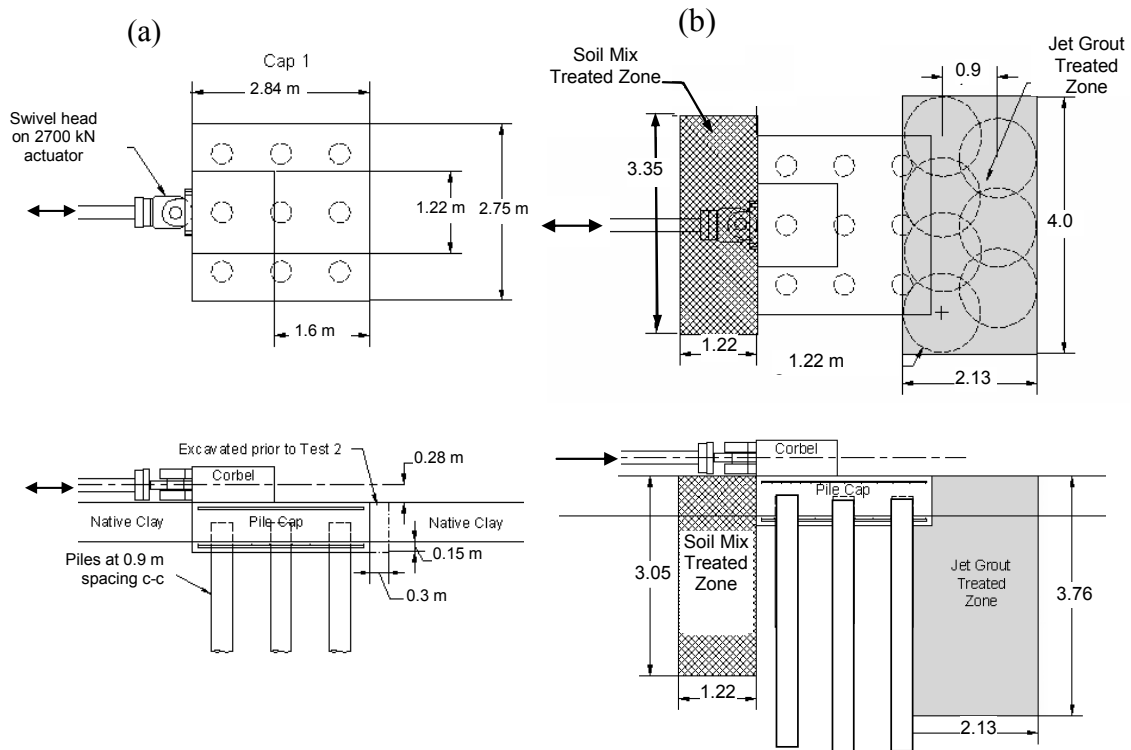 (a)
Cap 1
2.84 m
Swivel head
on 2700 kN
actuator
1.22 m
2.75 m
1.6 m
(b)
Soil Mix
Treated
Zone
Jet Grout
Treated
Zone
0.9
3.35
4.0
1.22
1.22 m
2.13
Excavated prior to Test 2
0.28 m
Corbel
Native Clay
Pile Cap
Native Clay
Piles at 0.9 m
spacing c-c
0.15 m
0.3 m
Corbel
Pile Cap
Soil Mix
Treated
Zone
3.05
Jet Grout
Treated
Zone
3.76
1.22
2.13